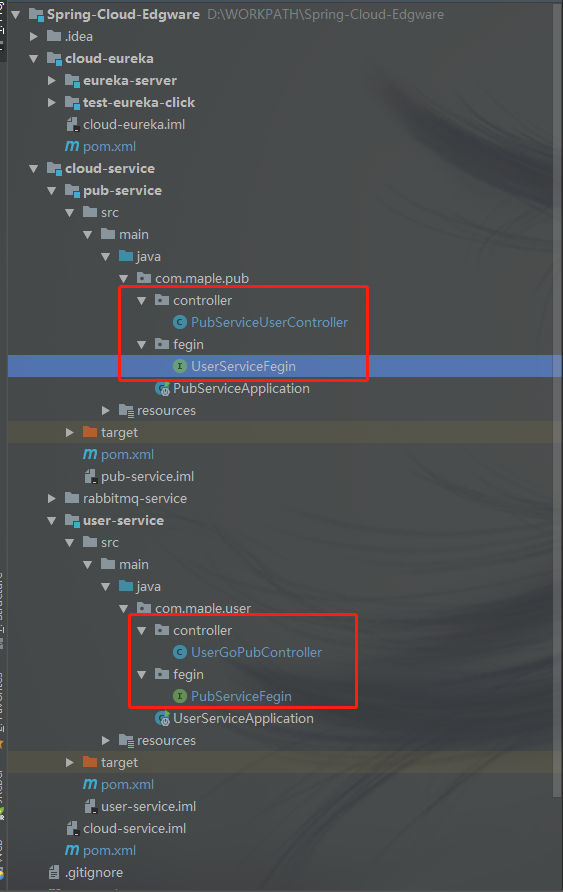 Spring-Cloud-Edgware D:\WORKPATH\Spring-Cloud-Edgware
.idea
cloud-eureka
eureka-server
test-eureka-click
cloud-eureka.iml
pom.xml
cloud-service
pub-service
src
main
java
com.maple.pub
controller
PubServiceUserController
fegin
UserServiceFegin
PubServiceApplication
resources
target
pom.xml
pub-service.iml
rabbitmq-service
user-service
src
main
java
com.maple.user
controller
UserGoPubController
fegin
PubServiceFegin
UserServiceApplication
resources
target
pom.xml
user-service.iml
cloud-service.iml
pom.xml
.gitignore